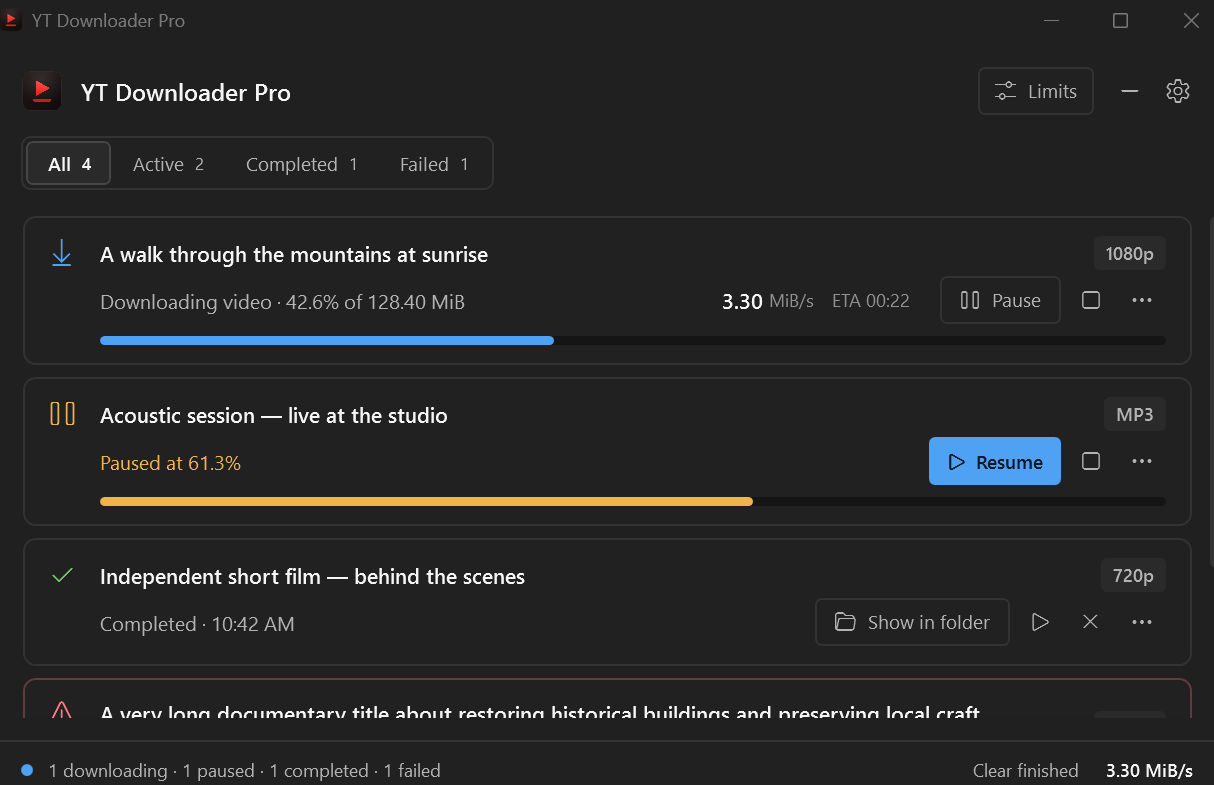 YT Downloader Pro
YT Downloader Pro
Limits
All 4 Active 2 Completed 1 Failed 1
A walk through the mountains at sunrise 1080p
Downloading video · 42.6% of 128.40 MiB 3.30 MiB/s ETA 00:22 Pause
Acoustic session — live at the studio MP3
Paused at 61.3% Resume
Independent short film — behind the scenes 720p
Completed · 10:42 AM Show in folder
A very long documentary title about restoring historical buildings and preserving local craft
1 downloading · 1 paused · 1 completed · 1 failed Clear finished 3.30 MiB/s